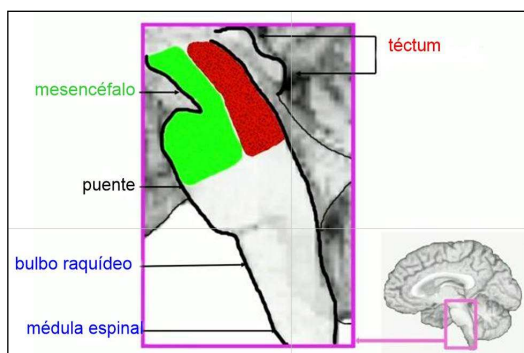 téctum
mesencéfalo
puente
bulbo raquídeo
médula espinal